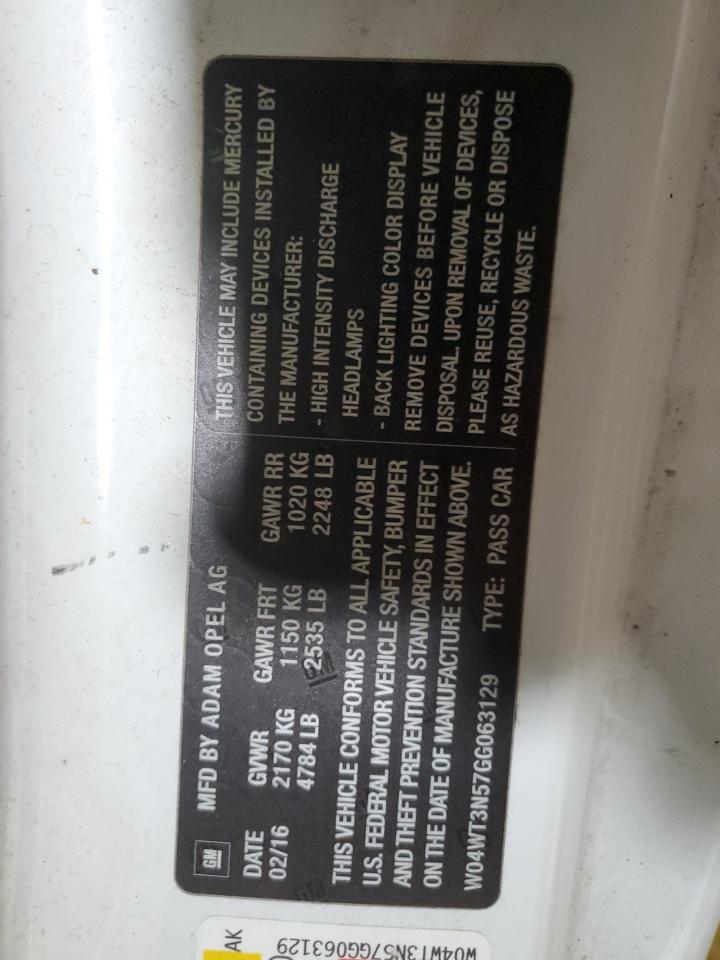 GM MFD BY ADAM OPEL AG
DATE GVWR GAWR FRT GAWR RR
02/16 2170 KG 1150 KG 1020 KG
4784 LB 2535 LB 2248 LB
THIS VEHICLE CONFORMS TO ALL APPLICABLE
U.S. FEDERAL MOTOR VEHICLE SAFETY, BUMPER
AND THEFT PREVENTION STANDARDS IN EFFECT
ON THE DATE OF MANUFACTURE SHOWN ABOVE.
W04WT3N57GG063129 TYPE: PASS CAR
THIS VEHICLE MAY INCLUDE MERCURY
CONTAINING DEVICES INSTALLED BY
THE MANUFACTURER:
- HIGH INTENSITY DISCHARGE
HEADLAMPS
- BACK LIGHTING COLOR DISPLAY
REMOVE DEVICES BEFORE VEHICLE
DISPOSAL. UPON REMOVAL OF DEVICES,
PLEASE REUSE, RECYCLE OR DISPOSE
AS HAZARDOUS WASTE.
GM
GM
AK
W04WT3N57GG063129